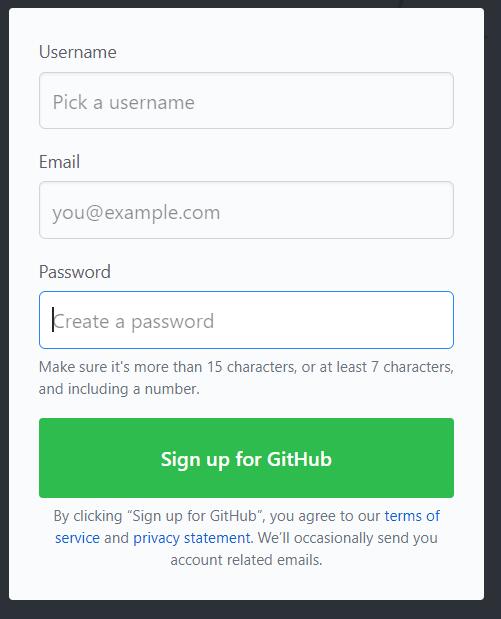 Username
Pick a username
Email
you@example.com
Password
Create a password
Make sure it's more than 15 characters, or at least 7 characters,
and including a number.
Sign up for GitHub
By clicking “Sign up for GitHub”, you agree to our terms of
service and privacy statement. We’ll occasionally send you
account related emails.